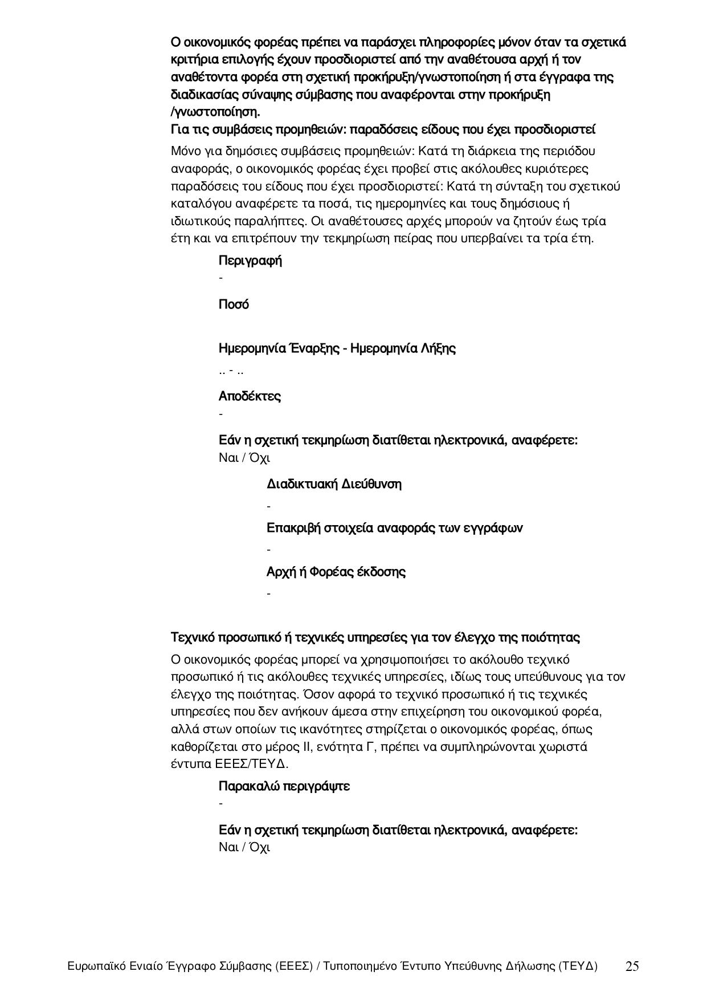 Ο οικονομικός φορέας πρέπει να παράσχει πληροφορίες μόνον όταν τα σχετικά
κριτήρια επιλογής έχουν προσδιοριστεί από την αναθέτουσα αρχή ή τον
αναθέτοντα φορέα στη σχετική προκήρυξη/γνωστοποίηση ή στα έγγραφα της
διαδικασίας σύναψης σύμβασης που αναφέρονται στην προκήρυξη
/γνωστοποίηση.
Για τις συμβάσεις προμηθειών: παραδόσεις είδους που έχει προσδιοριστεί
Μόνο για δημόσιες συμβάσεις προμηθειών: Κατά τη διάρκεια της περιόδου
αναφοράς, ο οικονομικός φορέας έχει προβεί στις ακόλουθες κυριότερες
παραδόσεις του είδους που έχει προσδιοριστεί: Κατά τη σύνταξη του σχετικού
καταλόγου αναφέρετε τα ποσά, τις ημερομηνίες και τους δημόσιους ή
ιδιωτικούς παραλήπτες. Οι αναθέτουσες αρχές μπορούν να ζητούν έως τρία
έτη και να επιτρέπουν την τεκμηρίωση πείρας που υπερβαίνει τα τρία έτη.
Περιγραφή
-
Ποσό
Ημερομηνία Έναρξης - Ημερομηνία Λήξης
.. - ..
Αποδέκτες
-
Εάν η σχετική τεκμηρίωση διατίθεται ηλεκτρονικά, αναφέρετε:
Ναι / Όχι
Διαδικτυακή Διεύθυνση
-
Επακριβή στοιχεία αναφοράς των εγγράφων
-
Αρχή ή Φορέας έκδοσης
-
Τεχνικό προσωπικό ή τεχνικές υπηρεσίες για τον έλεγχο της ποιότητας
Ο οικονομικός φορέας μπορεί να χρησιμοποιήσει το ακόλουθο τεχνικό
προσωπικό ή τις ακόλουθες τεχνικές υπηρεσίες, ιδίως τους υπεύθυνους για τον
έλεγχο της ποιότητας. Όσον αφορά το τεχνικό προσωπικό ή τις τεχνικές
υπηρεσίες που δεν ανήκουν άμεσα στην επιχείρηση του οικονομικού φορέα,
αλλά στων οποίων τις ικανότητες στηρίζεται ο οικονομικός φορέας, όπως
καθορίζεται στο μέρος II, ενότητα Γ, πρέπει να συμπληρώνονται χωριστά
έντυπα ΕΕΕΣ/ΤΕΥΔ.
Παρακαλώ περιγράψτε
-
Εάν η σχετική τεκμηρίωση διατίθεται ηλεκτρονικά, αναφέρετε:
Ναι / Όχι
Ευρωπαϊκό Ενιαίο Έγγραφο Σύμβασης (ΕΕΕΣ) / Τυποποιημένο Έντυπο Υπεύθυνης Δήλωσης (ΤΕΥΔ) 25